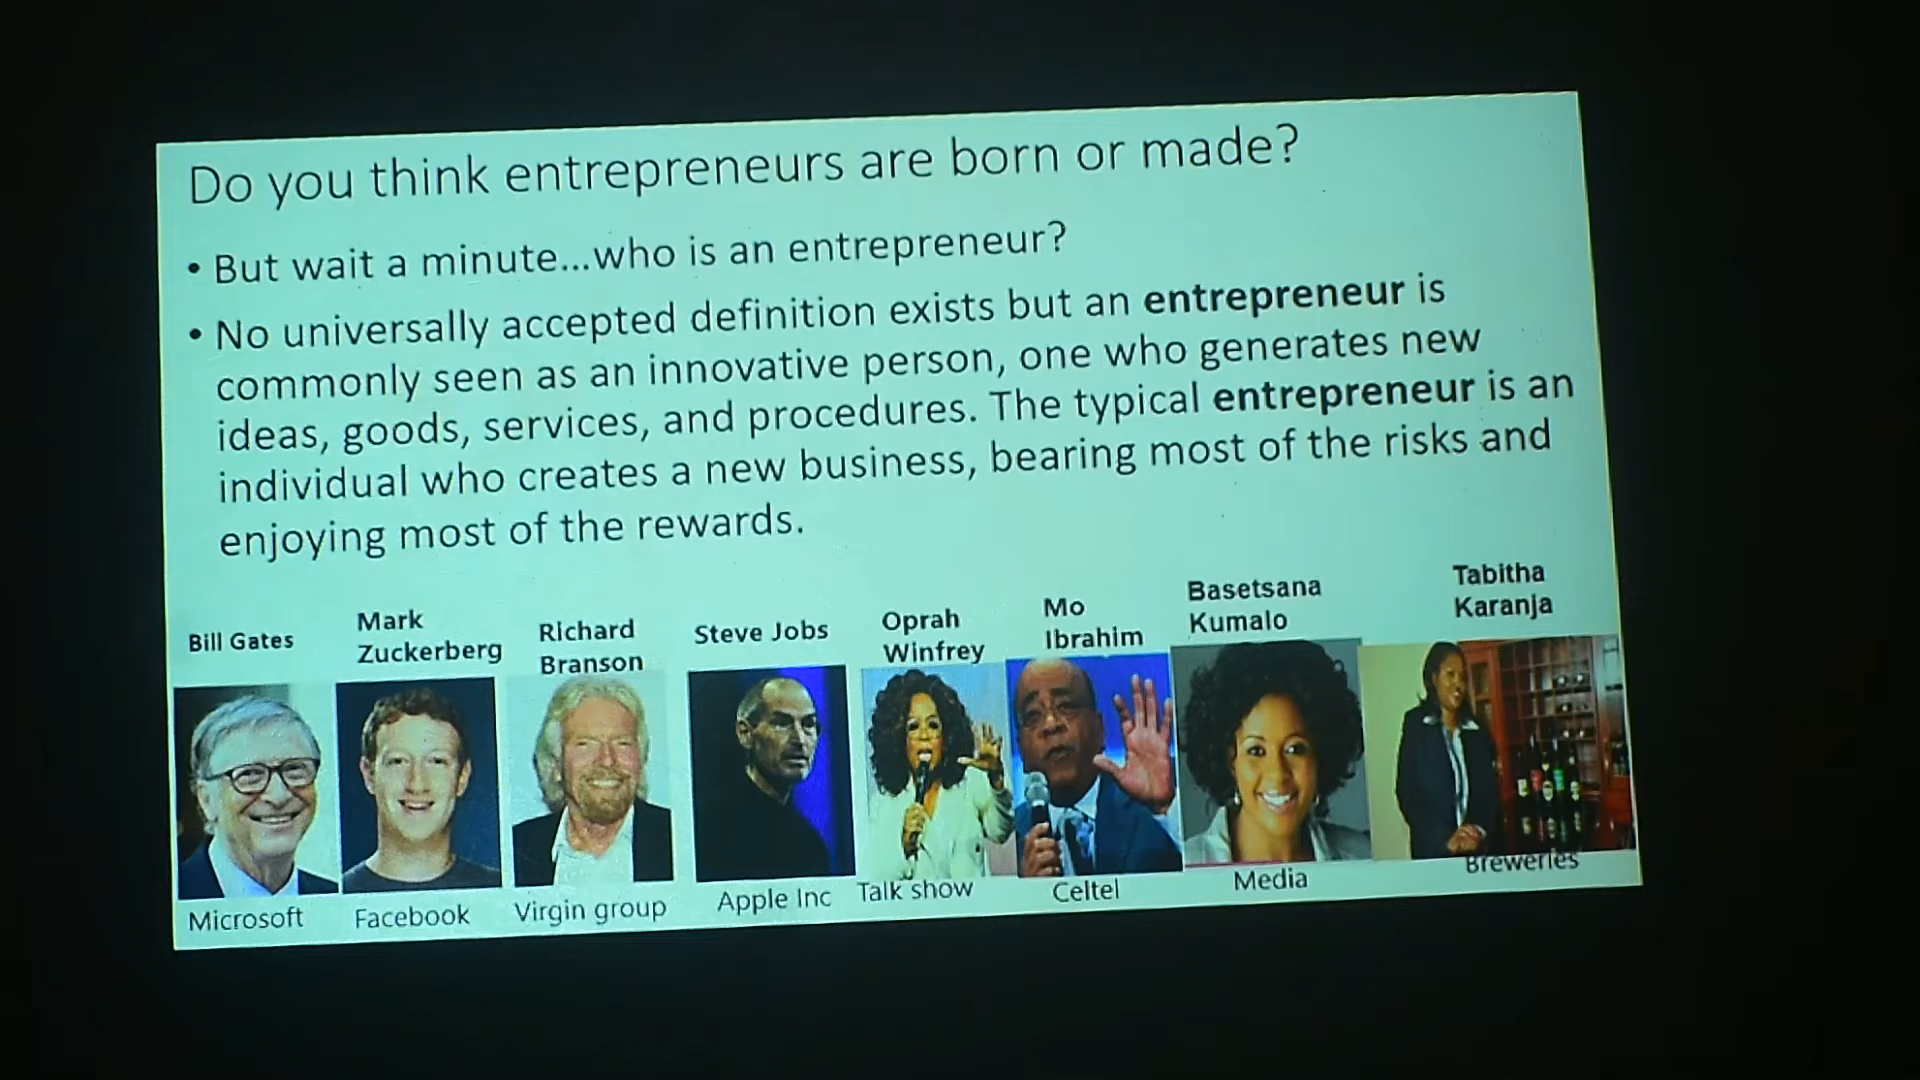 Do you think entrepreneurs are born or made?
• But wait a minute...who is an entrepreneur?
• No universally accepted definition exists but an entrepreneur is
commonly seen as an innovative person, one who generates new
ideas, goods, services, and procedures. The typical entrepreneur is an
individual who creates a new business, bearing most of the risks and
enjoying most of the rewards.
Bill Gates
Mark
Zuckerberg
Richard
Branson
Steve Jobs
Oprah
Winfrey
Mo
Ibrahim
Basetsana
Kumalo
Tabitha
Karanja
Microsoft
Facebook
Virgin group
Apple Inc
Talk show
Celtel
Media
Breweries